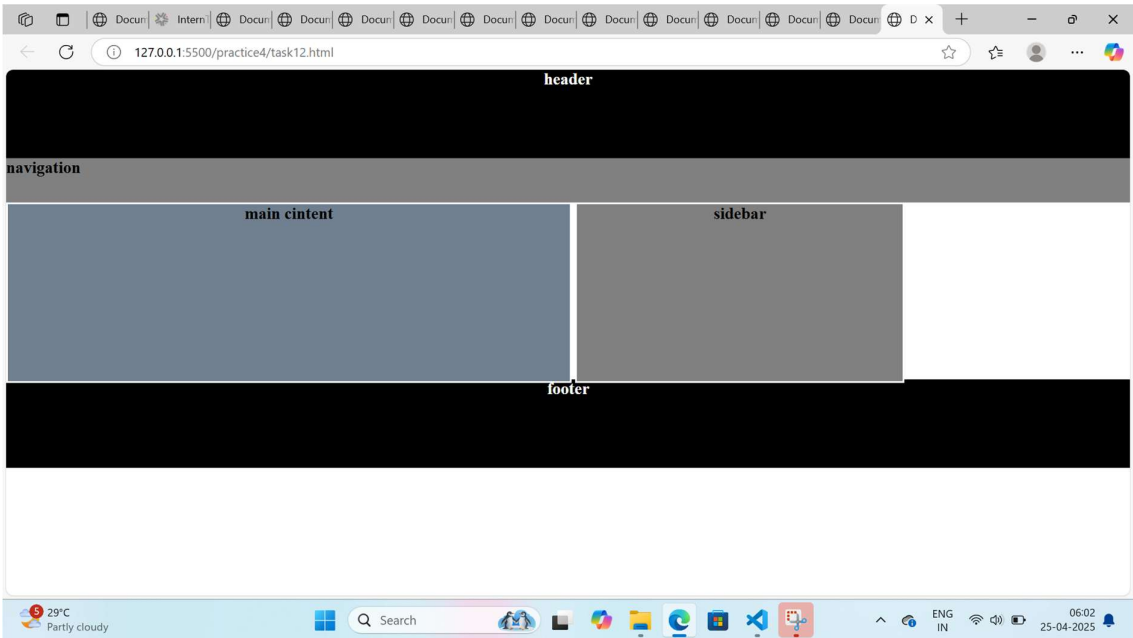 Docum Intern Docum Docum Docum Docum Docum Docum Docum Docum Docum Docum Docum D
127.0.0.1:5500/practice4/task12.html
header
navigation
main cintent sidebar
footer
5 29°C
Partly cloudy
Search
ENG
IN
06:02
25-04-2025